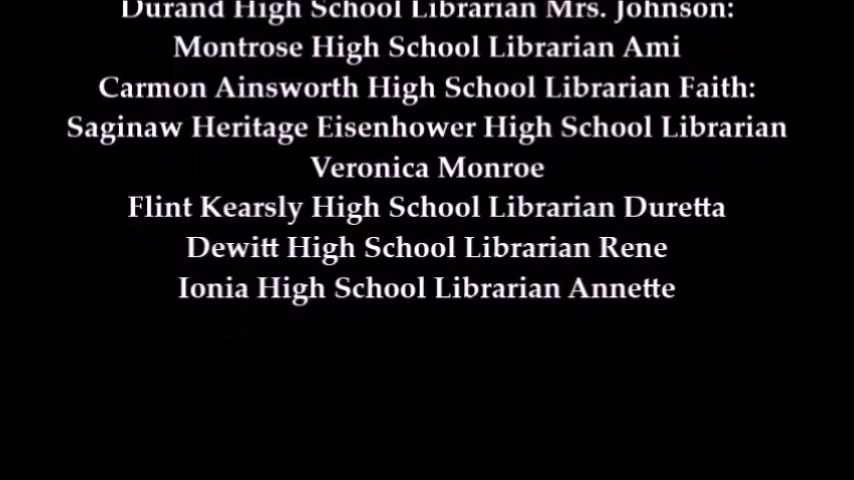 Durand High School Librarian Mrs. Johnson:
Montrose High School Librarian Ami
Carmon Ainsworth High School Librarian Faith:
Saginaw Heritage Eisenhower High School Librarian
Veronica Monroe
Flint Kearsly High School Librarian Duretta
Dewitt High School Librarian Rene
Ionia High School Librarian Annette